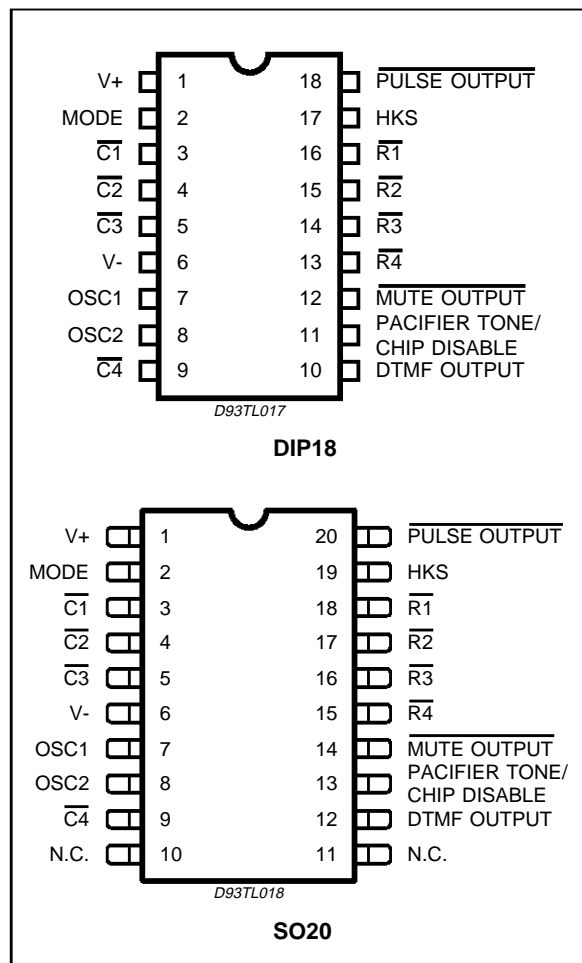 V+ 1 18 PULSE OUTPUT
MODE 2 17 HKS
C1 3 16 R1
C2 4 15 R2
C3 5 14 R3
V- 6 13 R4
OSC1 7 12 MUTE OUTPUT
OSC2 8 11 PACIFIER TONE/
CHIP DISABLE
C4 9 10 DTMF OUTPUT
D93TL017
DIP18
V+ 1 20 PULSE OUTPUT
MODE 2 19 HKS
C1 3 18 R1
C2 4 17 R2
C3 5 16 R3
V- 6 15 R4
OSC1 7 14 MUTE OUTPUT
OSC2 8 13 PACIFIER TONE/
CHIP DISABLE
C4 9 12 DTMF OUTPUT
N.C. 10 11 N.C.
D93TL018
SO20